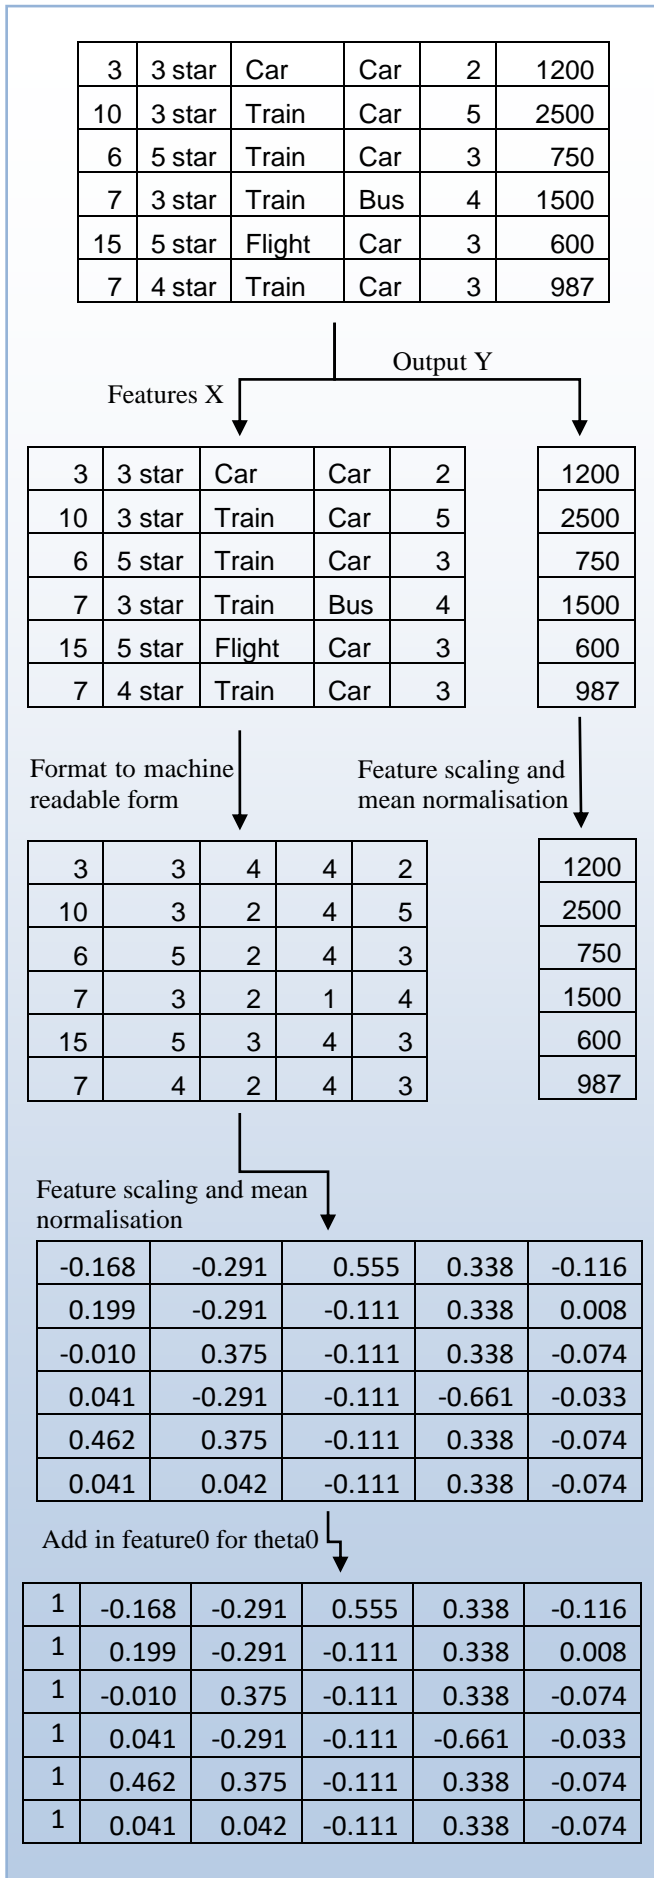 3 3 star Car Car 2 1200
10 3 star Train Car 5 2500
6 5 star Train Car 3 750
7 3 star Train Bus 4 1500
15 5 star Flight Car 3 600
7 4 star Train Car 3 987
Output Y
Features X
3 3 star Car Car 2 1200
10 3 star Train Car 5 2500
6 5 star Train Car 3 750
7 3 star Train Bus 4 1500
15 5 star Flight Car 3 600
7 4 star Train Car 3 987
Format to machine
readable form
Feature scaling and
mean normalisation
3 3 4 4 2 1200
10 3 2 4 5 2500
6 5 2 4 3 750
7 3 2 1 4 1500
15 5 3 4 3 600
7 4 2 4 3 987
Feature scaling and mean
normalisation
-0.168 -0.291 0.555 0.338 -0.116
0.199 -0.291 -0.111 0.338 0.008
-0.010 0.375 -0.111 0.338 -0.074
0.041 -0.291 -0.111 -0.661 -0.033
0.462 0.375 -0.111 0.338 -0.074
0.041 0.042 -0.111 0.338 -0.074
Add in feature0 for theta0
1 -0.168 -0.291 0.555 0.338 -0.116
1 0.199 -0.291 -0.111 0.338 0.008
1 -0.010 0.375 -0.111 0.338 -0.074
1 0.041 -0.291 -0.111 -0.661 -0.033
1 0.462 0.375 -0.111 0.338 -0.074
1 0.041 0.042 -0.111 0.338 -0.074